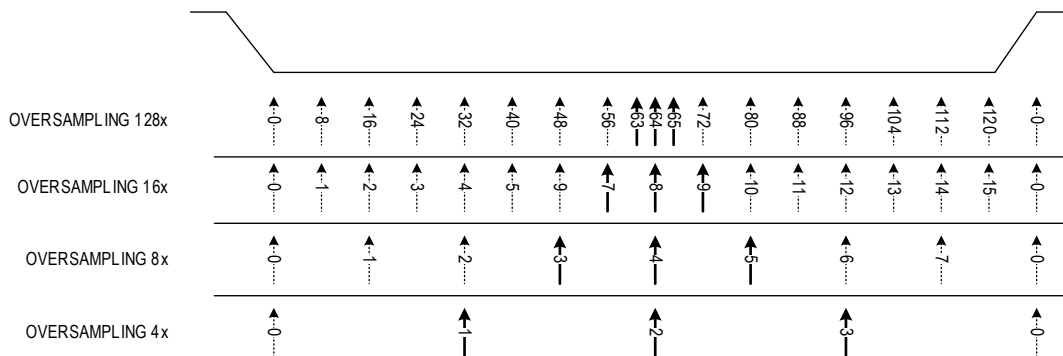 OVERSAMPLING 128x 0 8 16 24 32 40 48 56 63 64 65 72 80 88 96 104 112 120 0
OVERSAMPLING 16x 0 1 2 3 4 5 9 7 8 9 10 11 12 13 14 15 0
OVERSAMPLING 8x 0 1 2 3 4 5 6 7 0
OVERSAMPLING 4x 0 1 2 3 0